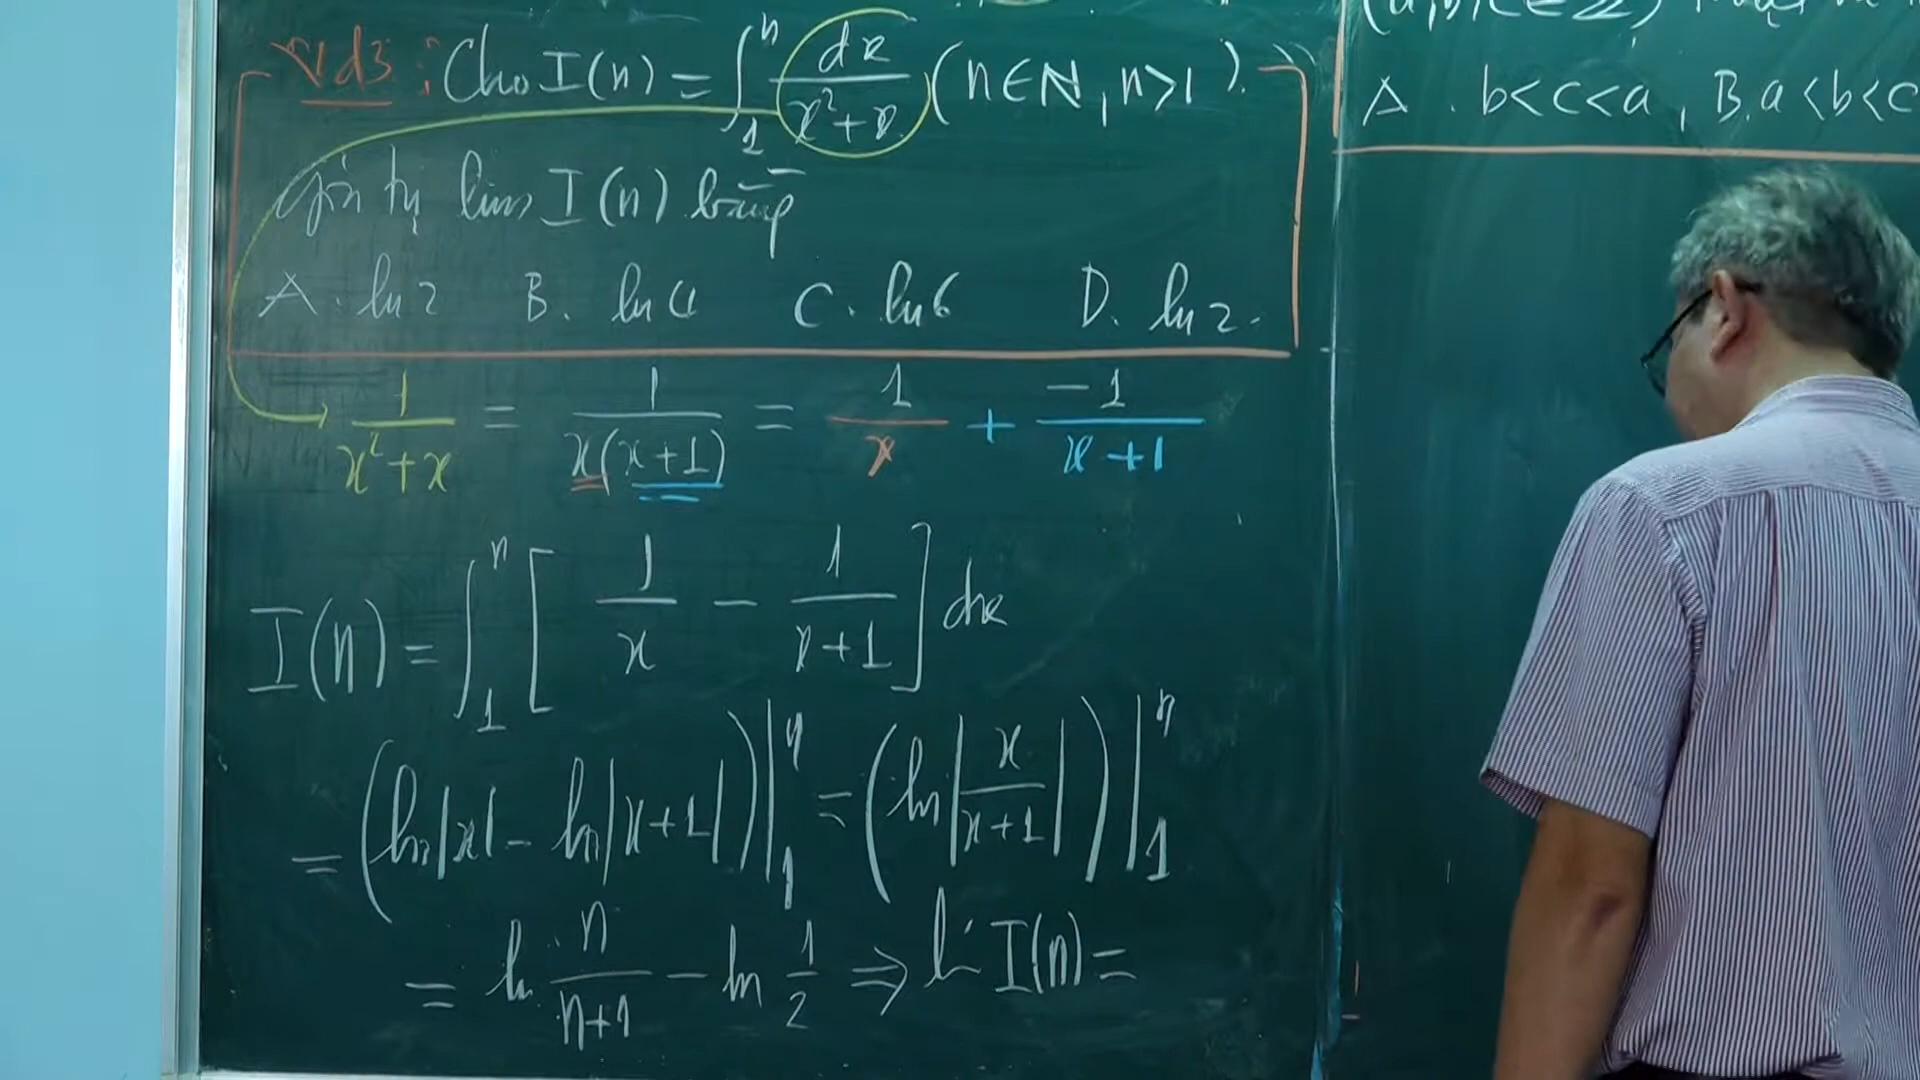 Vd3: Cho I(n) = ∫₁ⁿ dx/(x²+x) (n∈N, n>1).
Giá trị lim I(n) bằng
A. ln2 B. ln4 C. ln6 D. ln2.
1/(x²+x) = 1/(x(x+1)) = 1/x + -1/(x+1)
I(n) = ∫₁ⁿ [1/x - 1/(x+1)] dx
= (ln|x| - ln|x+1|)|₁ⁿ = (ln|x/(x+1)|)|₁ⁿ
= ln n/(n+1) - ln 1/2 ⇒ li I(n) =
A. b<c<a, B. a<b<c